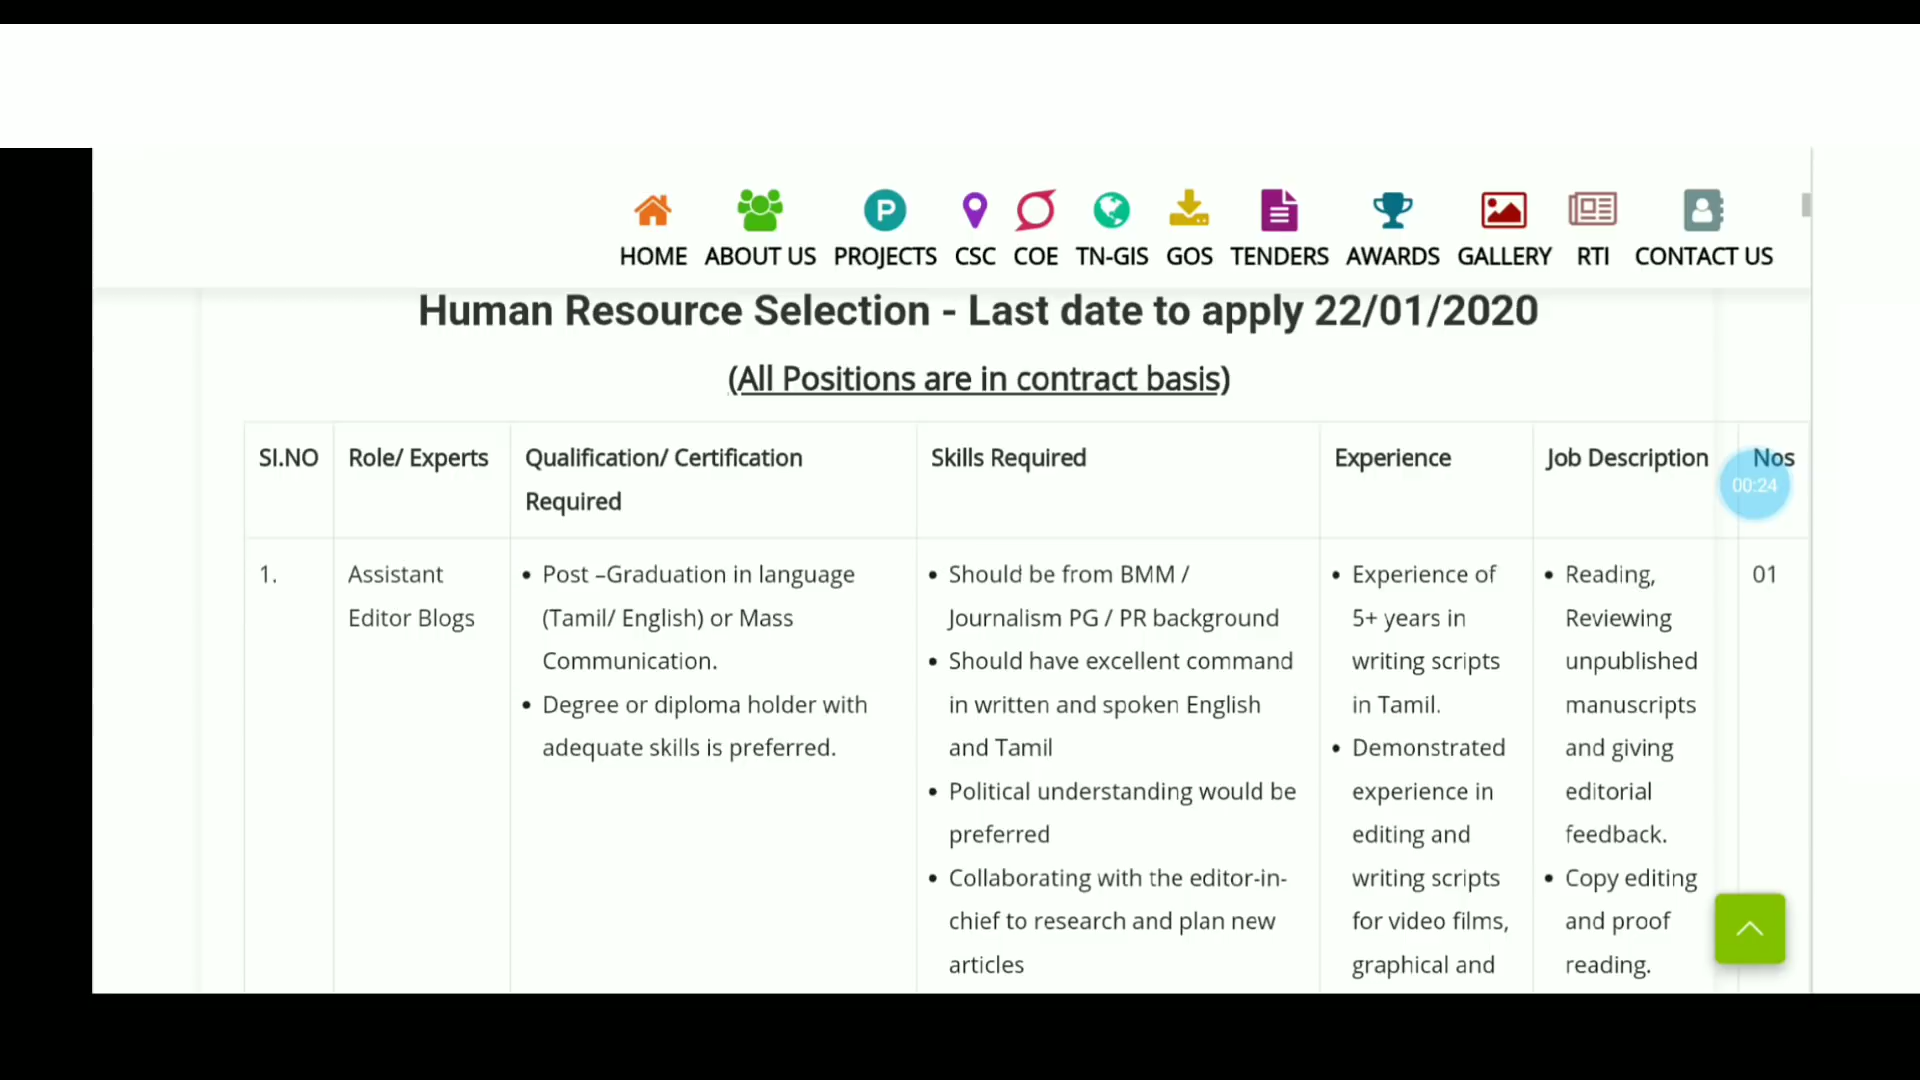 HOME ABOUT US PROJECTS CSC COE TN-GIS GOS TENDERS AWARDS GALLERY RTI CONTACT US
Human Resource Selection - Last date to apply 22/01/2020
(All Positions are in contract basis)
SI.NO
Role/ Experts
Qualification/ Certification
Required
Skills Required
Experience
Job Description
Nos
00:24
1.
Assistant
Editor Blogs
• Post –Graduation in language
(Tamil/ English) or Mass
Communication.
• Degree or diploma holder with
adequate skills is preferred.
• Should be from BMM /
Journalism PG / PR background
• Should have excellent command
in written and spoken English
and Tamil
• Political understanding would be
preferred
• Collaborating with the editor-in-
chief to research and plan new
articles
• Experience of
5+ years in
writing scripts
in Tamil.
• Demonstrated
experience in
editing and
writing scripts
for video films,
graphical and
• Reading,
Reviewing
unpublished
manuscripts
and giving
editorial
feedback.
• Copy editing
and proof
reading.
01